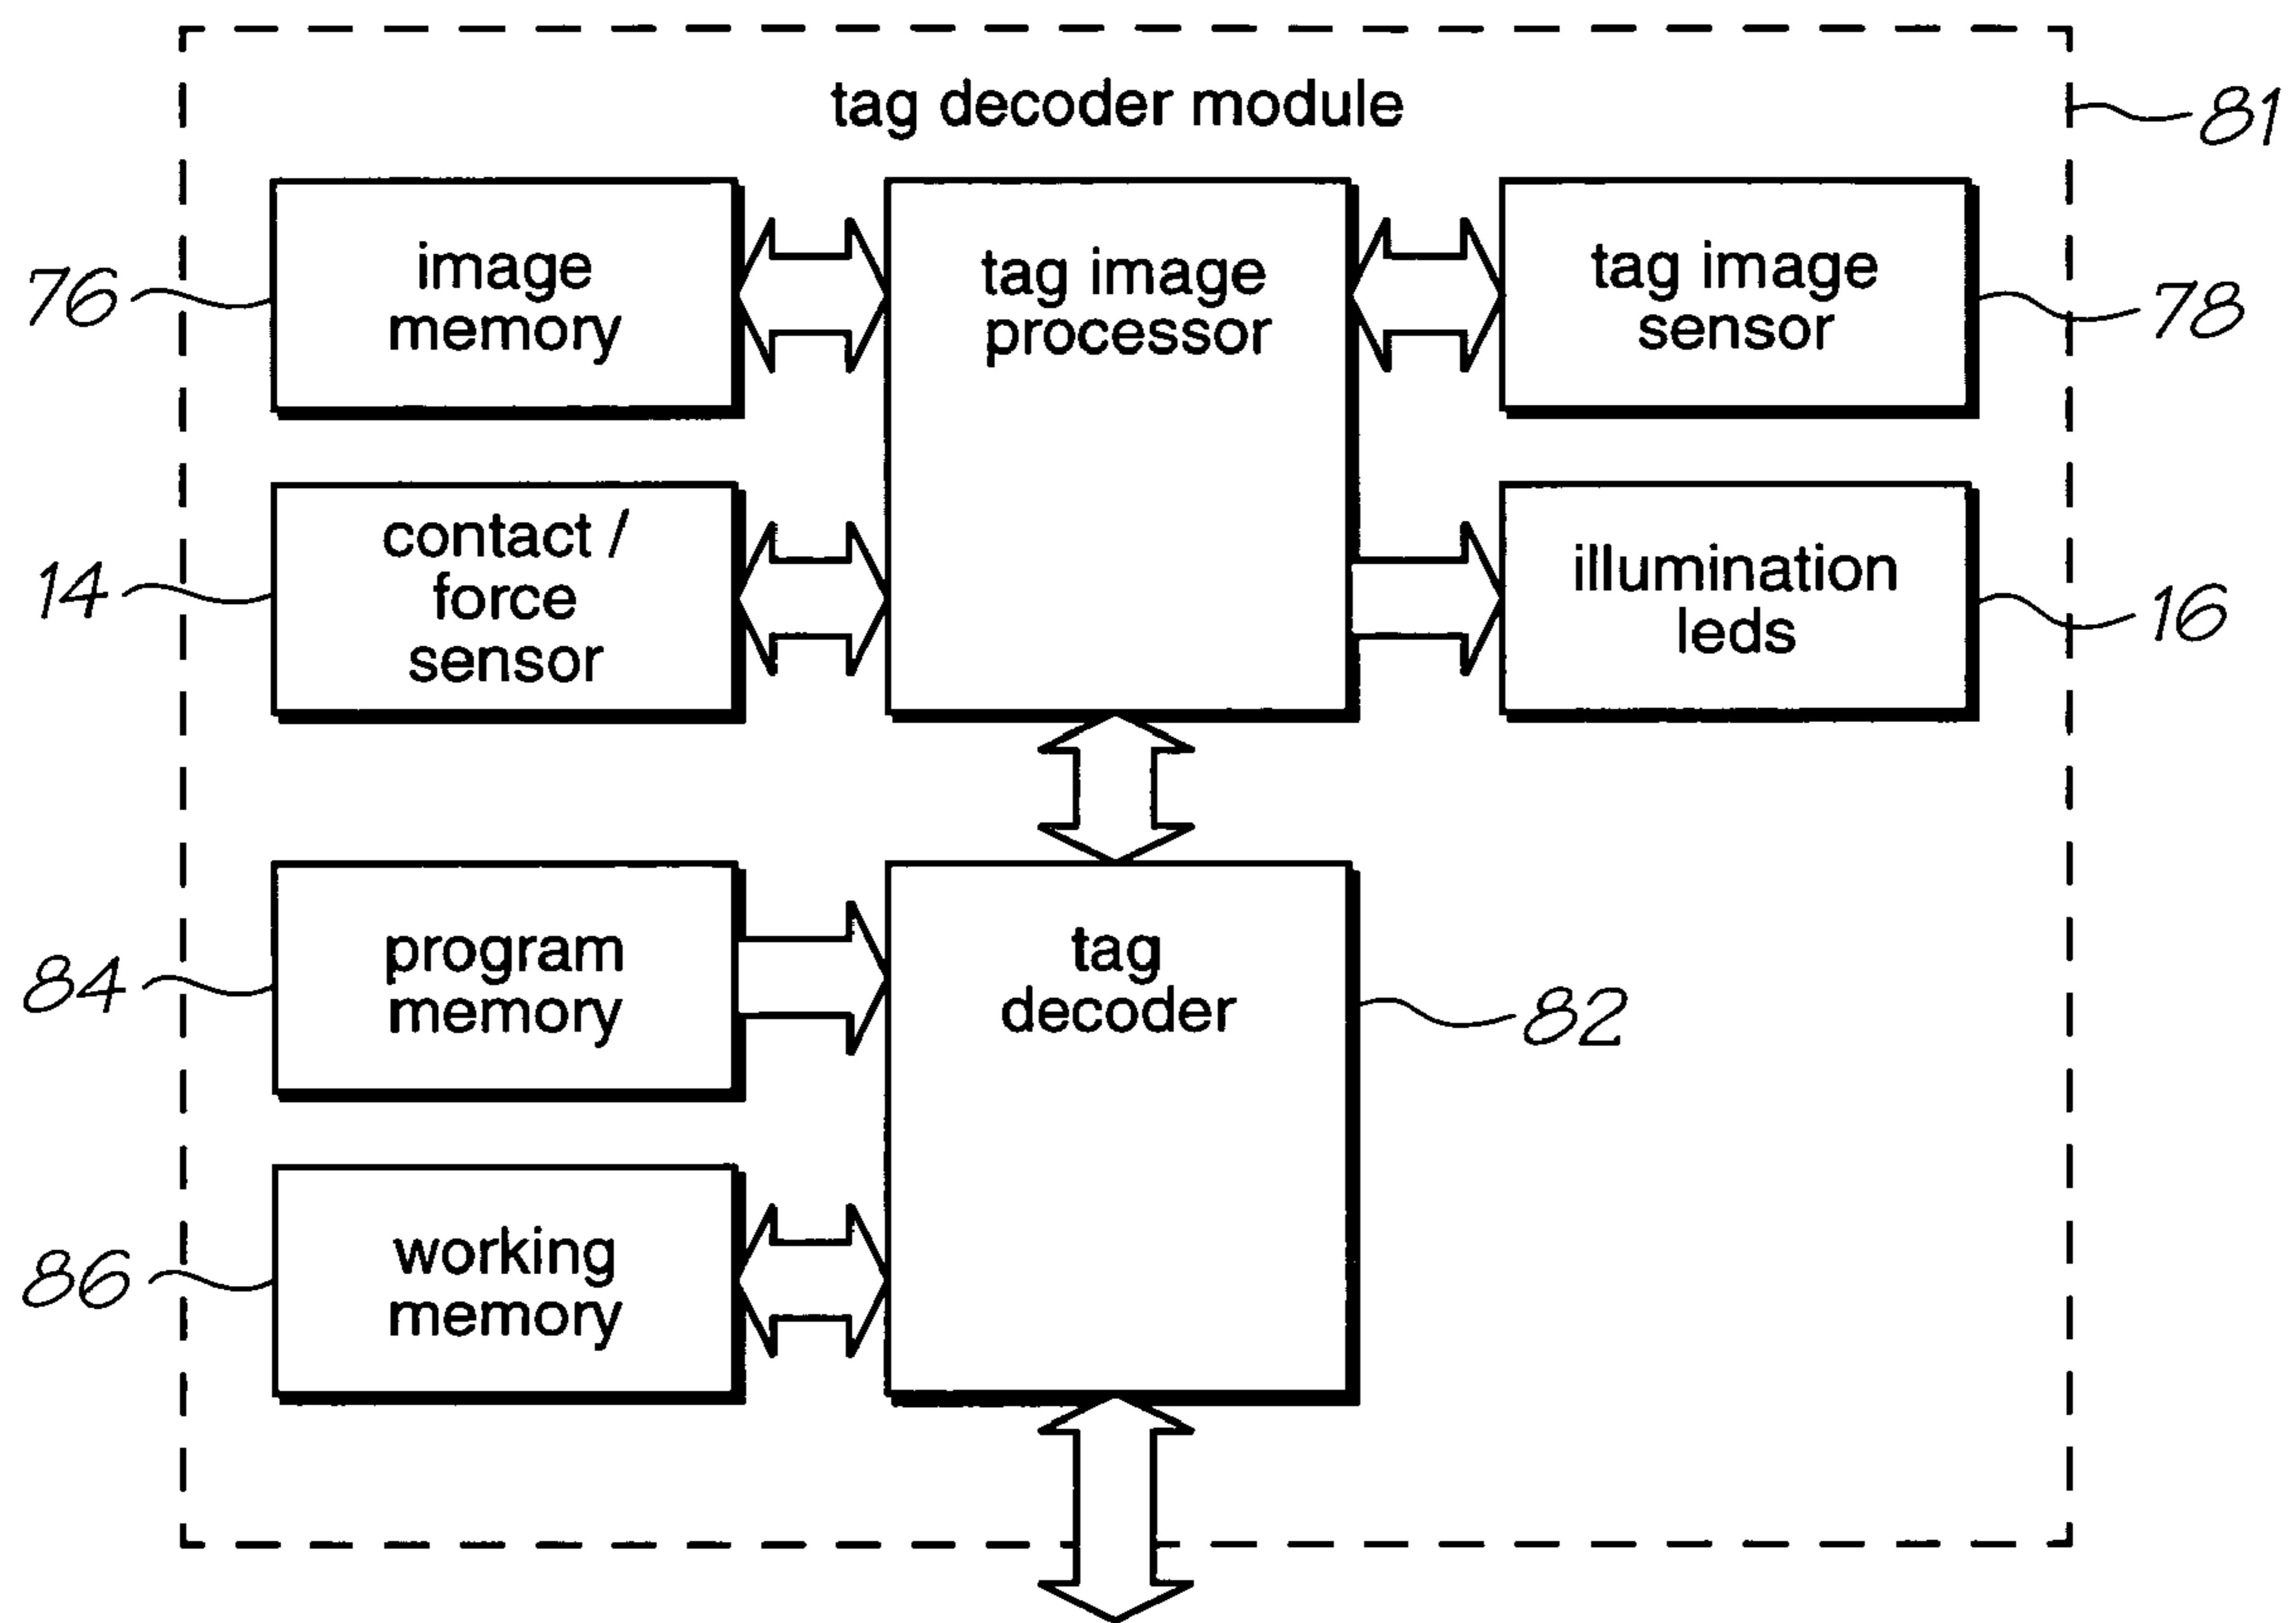 tag decoder module
81
76
image
memory
tag image
processor
tag image
sensor
78
14
contact /
force
sensor
illumination
leds
16
84
program
memory
tag
decoder
82
86
working
memory